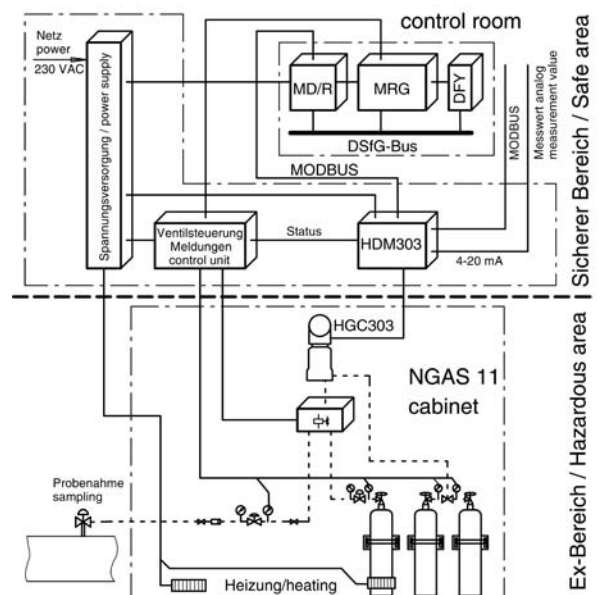 control room
Netz
power
230 VAC
Spannungsversorgung / power supply
MD/R
MRG
DFY
DSfG-Bus
MODBUS
MODBUS
Messwert analog
measurement value
Sicherer Bereich / Safe area
Ventilsteuerung
Meldungen
control unit
Status
HDM303
4-20 mA
HGC303
NGAS 11
cabinet
Probenahme
sampling
Heizung/heating
Ex-Bereich / Hazardous area